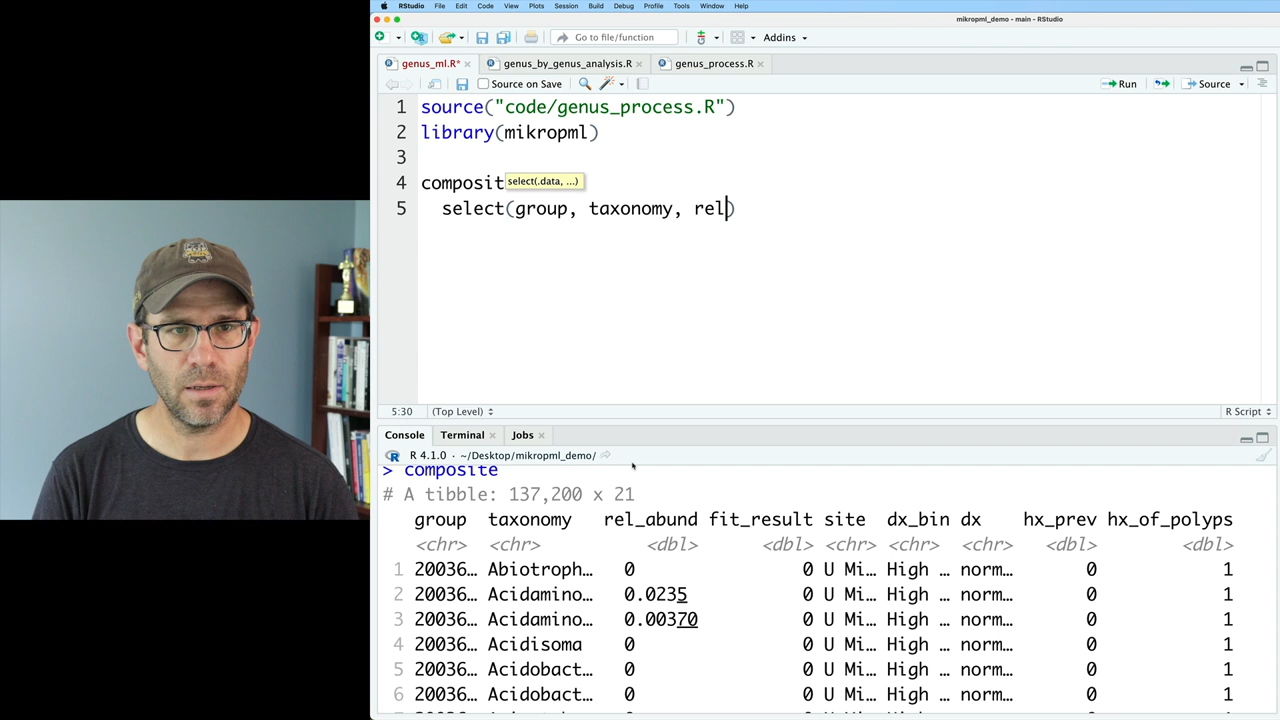 RStudio File Edit Code View Plots Session Build Debug Profile Tools Window Help
mikropml_demo - main - RStudio
Go to file/function Addins
genus_ml.R* genus_by_genus_analysis.R genus_process.R
Source on Save Run Source
1 source("code/genus_process.R")
2 library(mikropml)
3
4 composit select(.data, ...)
5 select(group, taxonomy, rel)
5:30 (Top Level) R Script
Console Terminal Jobs
R 4.1.0 · ~/Desktop/mikropml_demo/
> composite
# A tibble: 137,200 x 21
group taxonomy rel_abund fit_result site dx_bin dx hx_prev hx_of_polyps
<chr> <chr> <dbl> <dbl> <chr> <chr> <chr> <dbl> <dbl>
1 20036… Abiotroph… 0 0 U Mi… High … norm… 0 1
2 20036… Acidamino… 0.0235 0 U Mi… High … norm… 0 1
3 20036… Acidamino… 0.00370 0 U Mi… High … norm… 0 1
4 20036… Acidisoma 0 0 U Mi… High … norm… 0 1
5 20036… Acidobact… 0 0 U Mi… High … norm… 0 1
6 20036… Acidobact… 0 0 U Mi… High … norm… 0 1